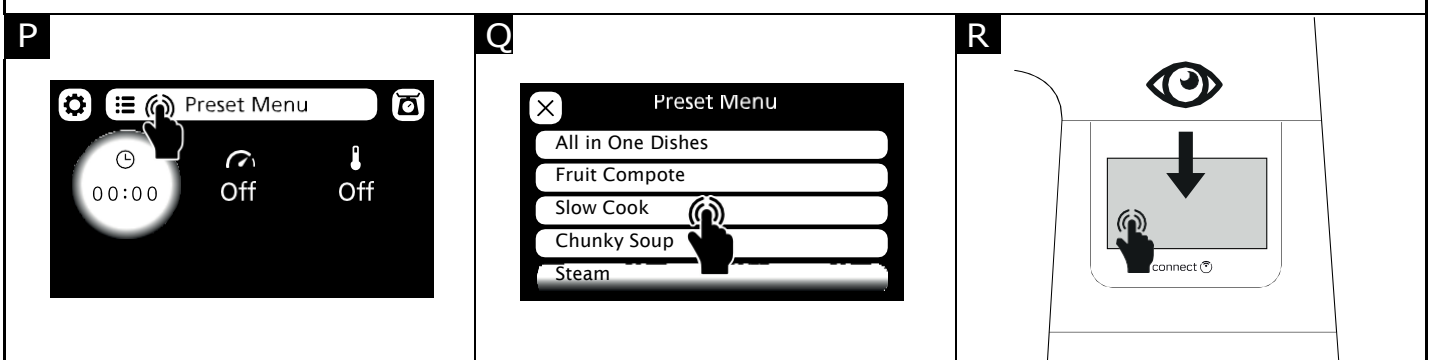 P
Preset Menu
00:00
Off
Off
Q
Preset Menu
All in One Dishes
Fruit Compote
Slow Cook
Chunky Soup
Steam
R
connect